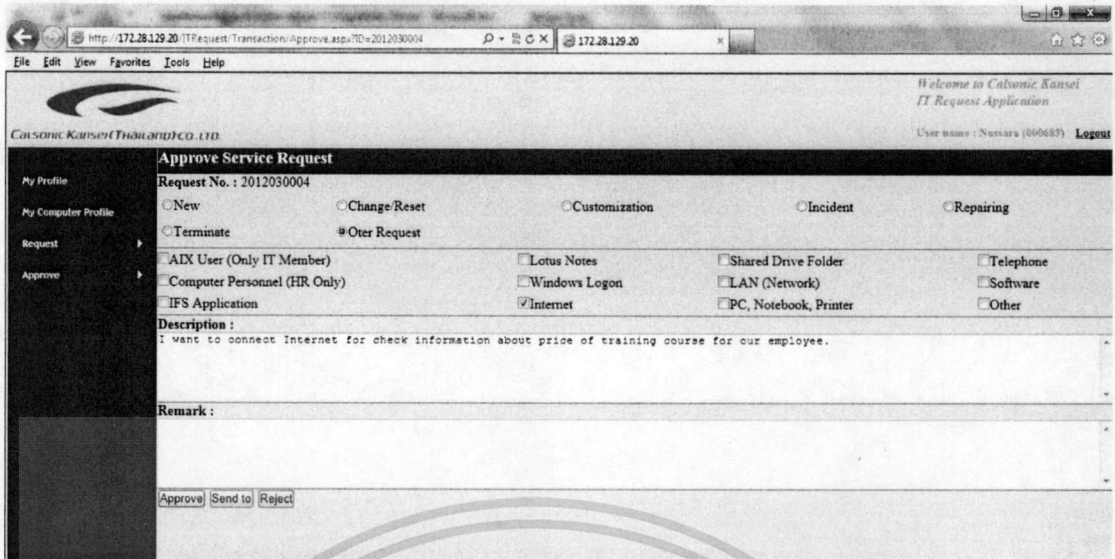 http://172.28.129.20/ITRequest/Transaction/Approve.aspx?ID=2012030004
172.28.129.20
File Edit View Favorites Tools Help
Welcome to Calsonic Kansei
IT Request Application
Calsonic Kansei (Thailand) Co.,Ltd.
User name : Nussara (000683) Logout
Approve Service Request
My Profile
Request No. : 2012030004
My Computer Profile
New Change/Reset Customization Incident Repairing
Request
Terminate Oter Request
Approve
AIX User (Only IT Member) Lotus Notes Shared Drive Folder Telephone
Computer Personnel (HR Only) Windows Logon LAN (Network) Software
IFS Application Internet PC, Notebook, Printer Other
Description :
I want to connect Internet for check information about price of training course for our employee.
Remark :
Approve Send to Reject